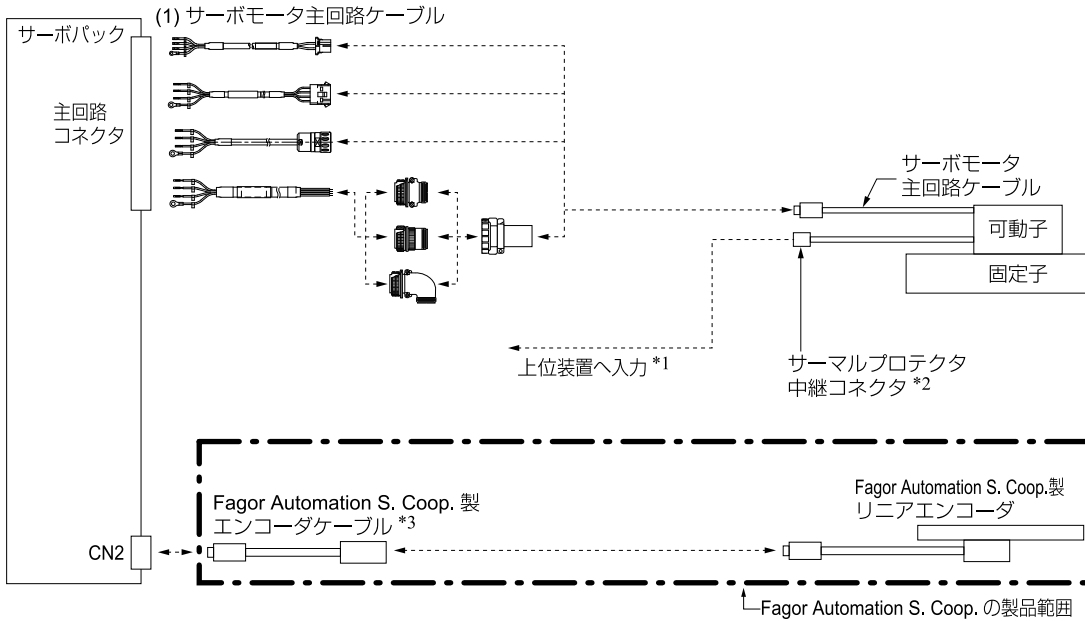 (1) サーボモータ主回路ケーブル
サーボパック
主回路
コネクタ
サーボモータ
主回路ケーブル
可動子
固定子
上位装置へ入力 *1
サーマルプロテクタ
中継コネクタ *2
Fagor Automation S. Coop. 製
エンコーダケーブル *3
Fagor Automation S. Coop.製
リニアエンコーダ
CN2
Fagor Automation S. Coop. の製品範囲